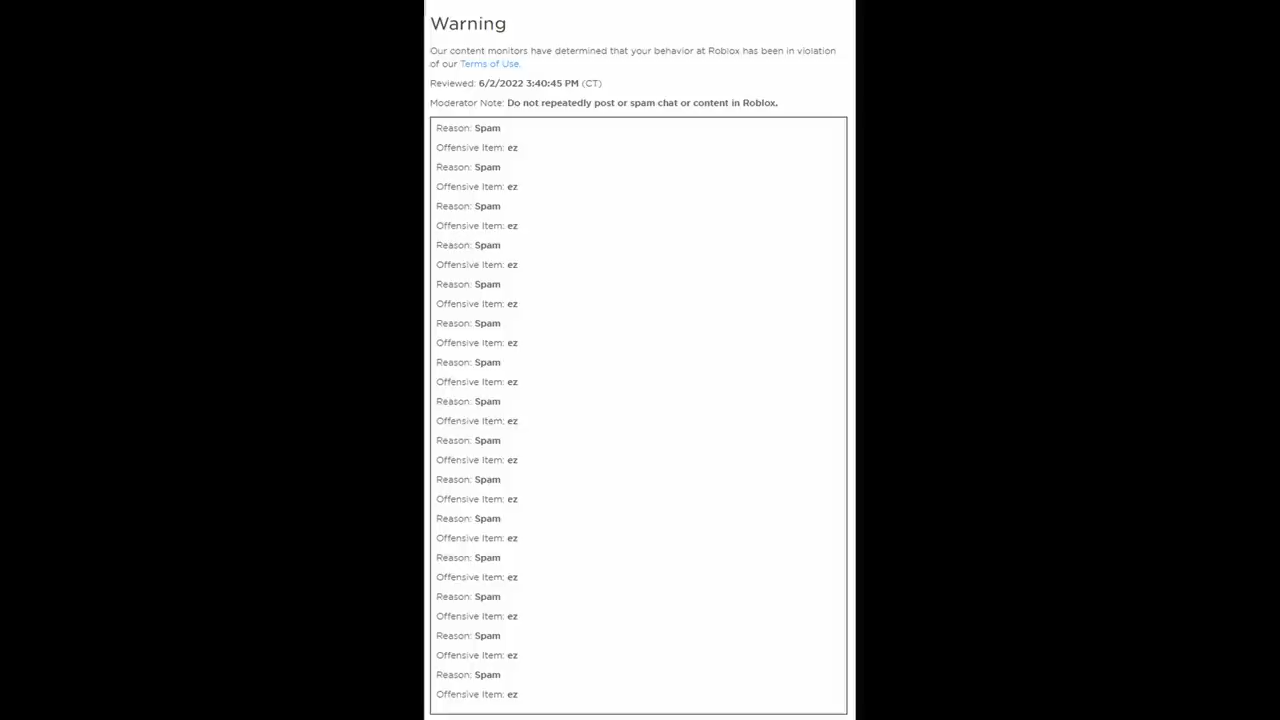 Warning
Our content monitors have determined that your behavior at Roblox has been in violation
of our Terms of Use.
Reviewed: 6/2/2022 3:40:45 PM (CT)
Moderator Note: Do not repeatedly post or spam chat or content in Roblox.
Reason: Spam
Offensive Item: ez
Reason: Spam
Offensive Item: ez
Reason: Spam
Offensive Item: ez
Reason: Spam
Offensive Item: ez
Reason: Spam
Offensive Item: ez
Reason: Spam
Offensive Item: ez
Reason: Spam
Offensive Item: ez
Reason: Spam
Offensive Item: ez
Reason: Spam
Offensive Item: ez
Reason: Spam
Offensive Item: ez
Reason: Spam
Offensive Item: ez
Reason: Spam
Offensive Item: ez
Reason: Spam
Offensive Item: ez
Reason: Spam
Offensive Item: ez
Reason: Spam
Offensive Item: ez